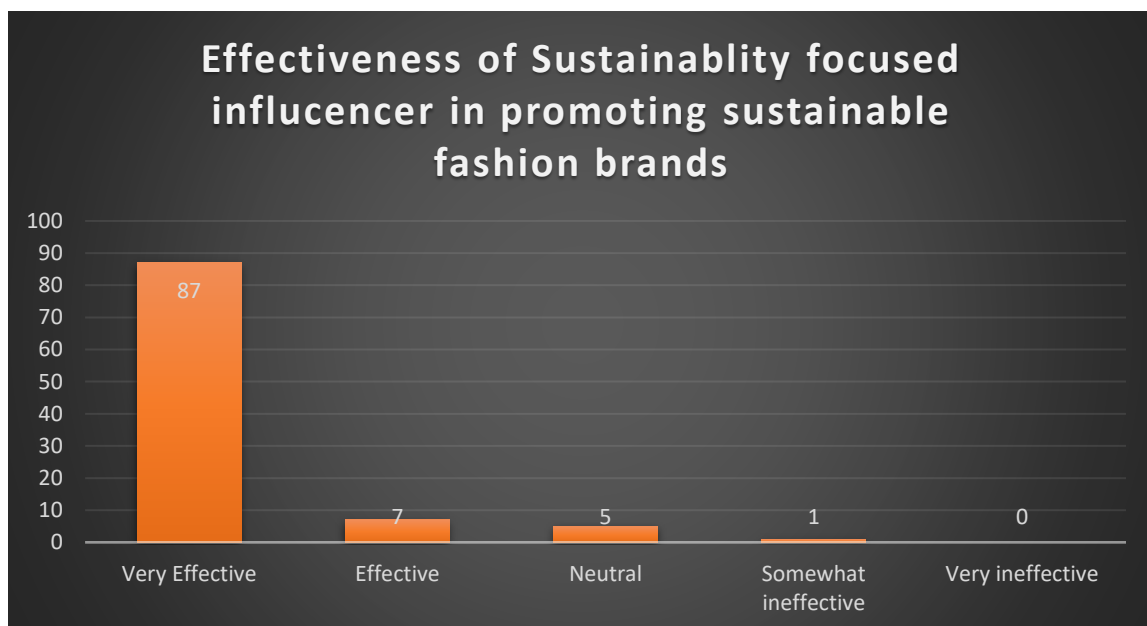 Effectiveness of Sustainablity focused
influcencer in promoting sustainable
fashion brands
100
90
80
70
60
50
40
30
20
10
0
87
7
5
1
0
Very Effective
Effective
Neutral
Somewhat
ineffective
Very ineffective